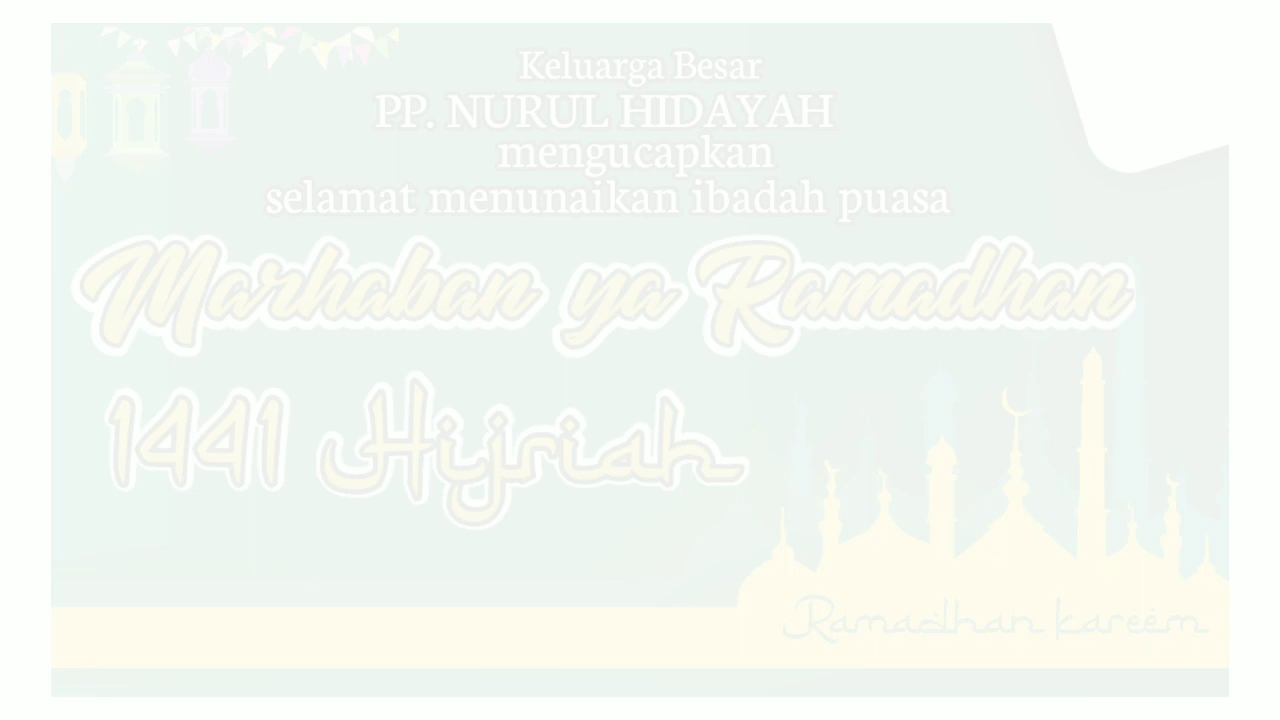 Keluarga Besar
PP. NURUL HIDAYAH
mengucapkan
selamat menunaikan ibadah puasa
Marhaban ya Ramadhan
1441 Hijriah
Ramadhan kareem